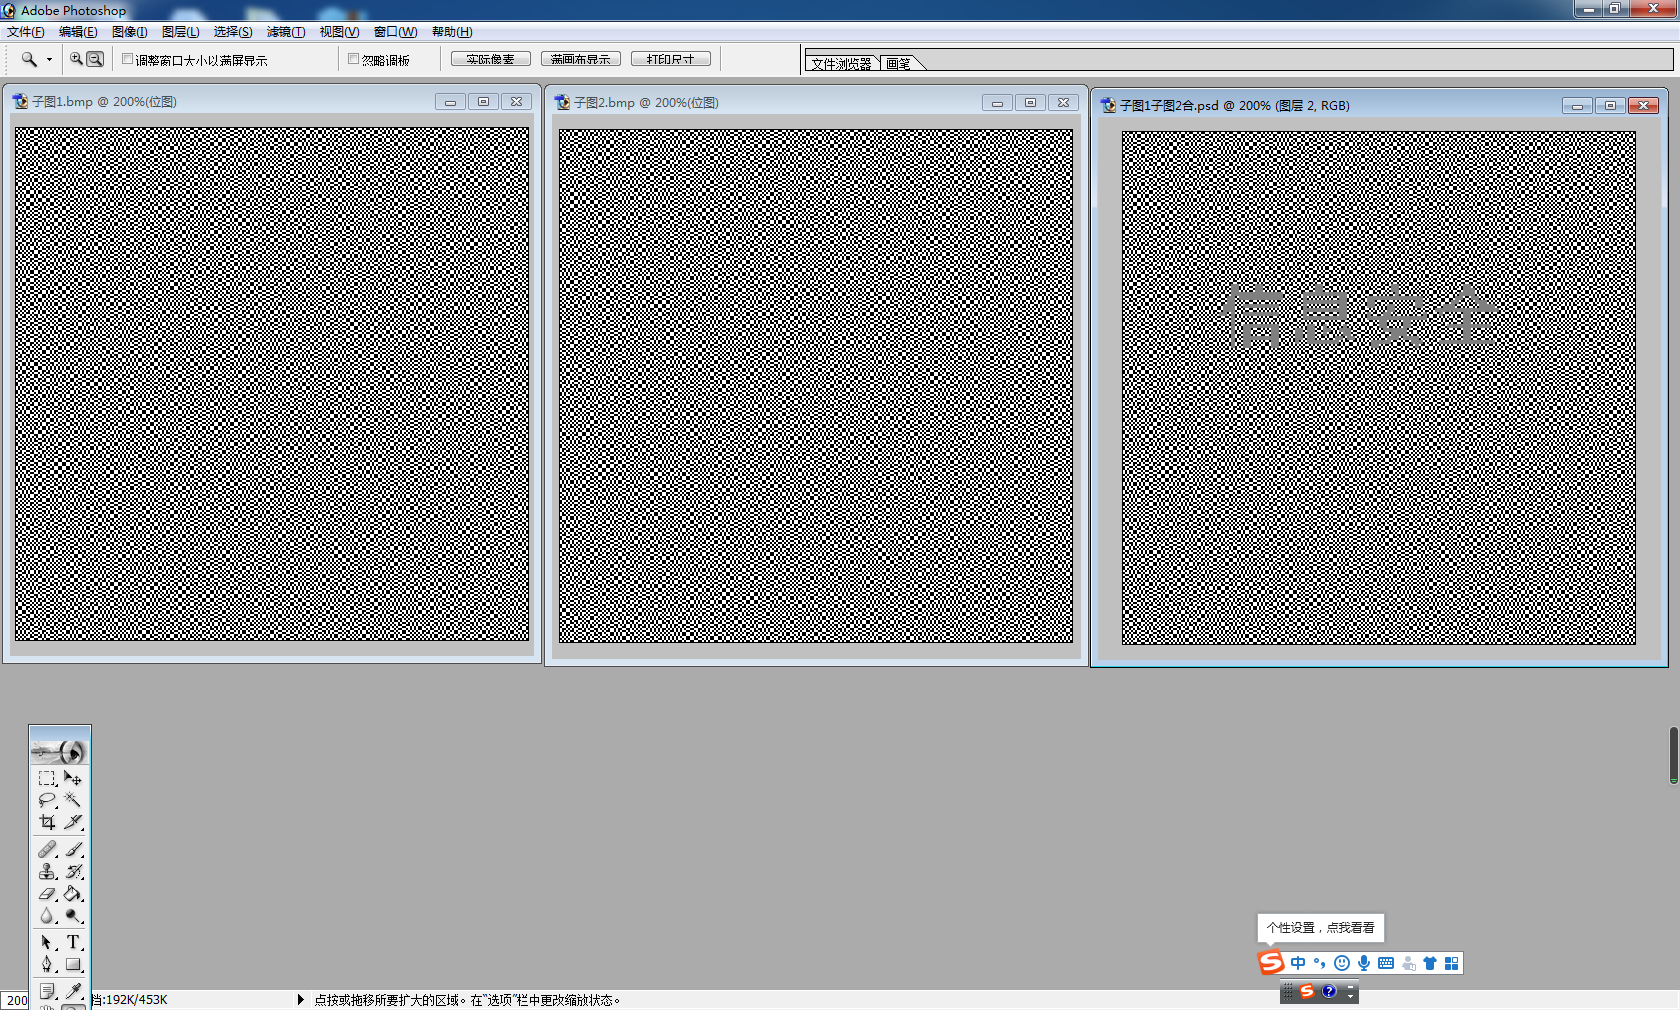 Adobe Photoshop
文件(F) 编辑(E) 图像(I) 图层(L) 选择(S) 滤镜(T) 视图(V) 窗口(W) 帮助(H)
调整窗口大小以满屏显示 忽略调板 实际像素 满画布显示 打印尺寸 文件浏览器 画笔
子图1.bmp @ 200%(位图)
子图2.bmp @ 200%(位图)
子图1子图2合.psd @ 200% (图层 2, RGB)
信息安全
T
个性设置，点我看看
S 中
S ?
200 档:192K/453K 点按或拖移所要扩大的区域。在“选项”栏中更改缩放状态。